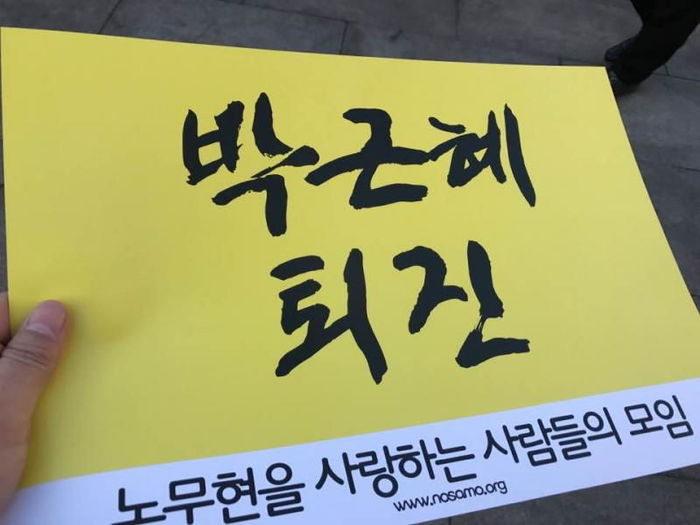 박근혜
퇴진
노무현을 사랑하는 사람들의 모임
www.nosamo.org